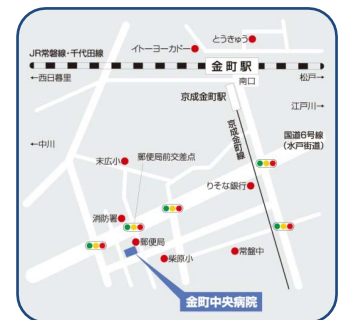 とうきゅう
イトーヨーカドー
JR常磐線・千代田線
金町駅
←西日暮里
南口
松戸→
京成金町駅
江戸川→
京成金町線
国道6号線
(水戸街道)
←中川
郵便局前交差点
末広小
りそな銀行
消防署
郵便局
柴原小
常盤中
金町中央病院